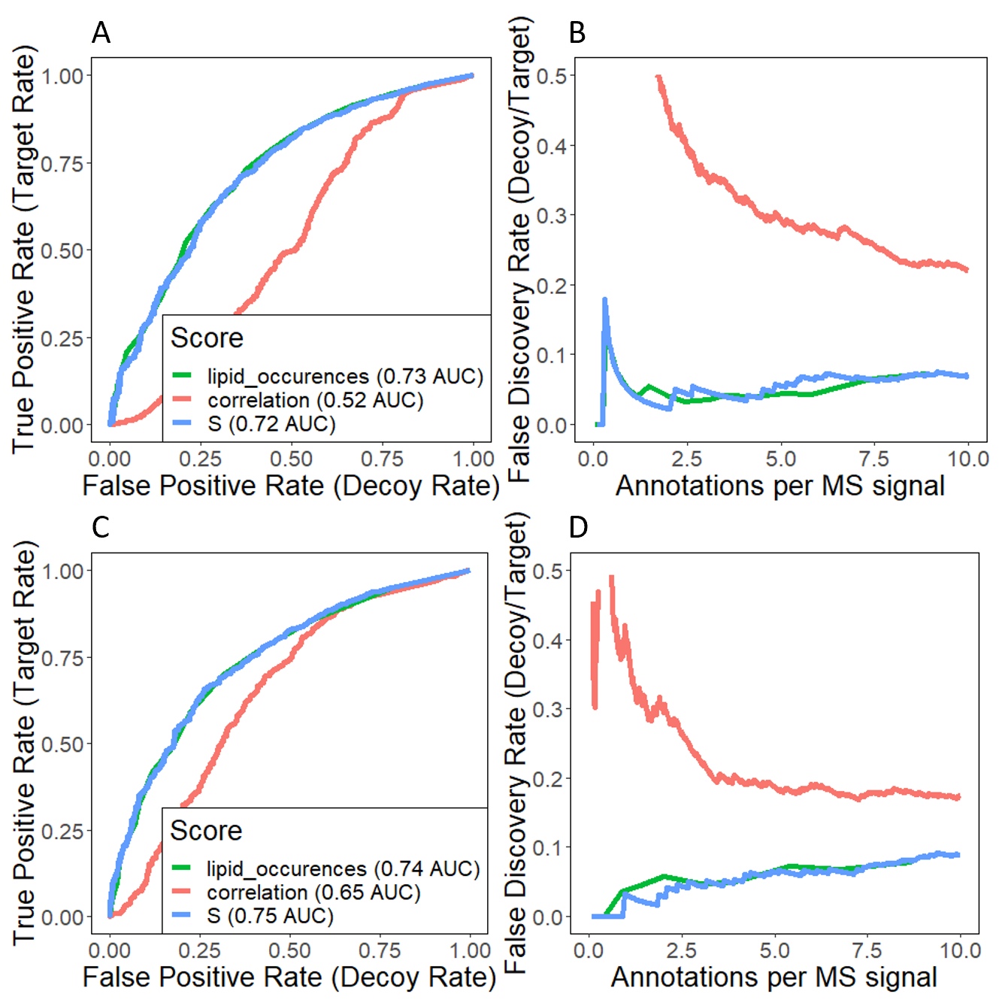 A
True Positive Rate (Target Rate)
1.00
0.75
0.50
0.25
0.00
Score
lipid_occurences (0.73 AUC)
correlation (0.52 AUC)
S (0.72 AUC)
0.00 0.25 0.50 0.75 1.00
False Positive Rate (Decoy Rate)
B
False Discovery Rate (Decoy/Target)
0.5
0.4
0.3
0.2
0.1
0.0
0.0 2.5 5.0 7.5 10.0
Annotations per MS signal
C
True Positive Rate (Target Rate)
1.00
0.75
0.50
0.25
0.00
Score
lipid_occurences (0.74 AUC)
correlation (0.65 AUC)
S (0.75 AUC)
0.00 0.25 0.50 0.75 1.00
False Positive Rate (Decoy Rate)
D
False Discovery Rate (Decoy/Target)
0.5
0.4
0.3
0.2
0.1
0.0
0.0 2.5 5.0 7.5 10.0
Annotations per MS signal